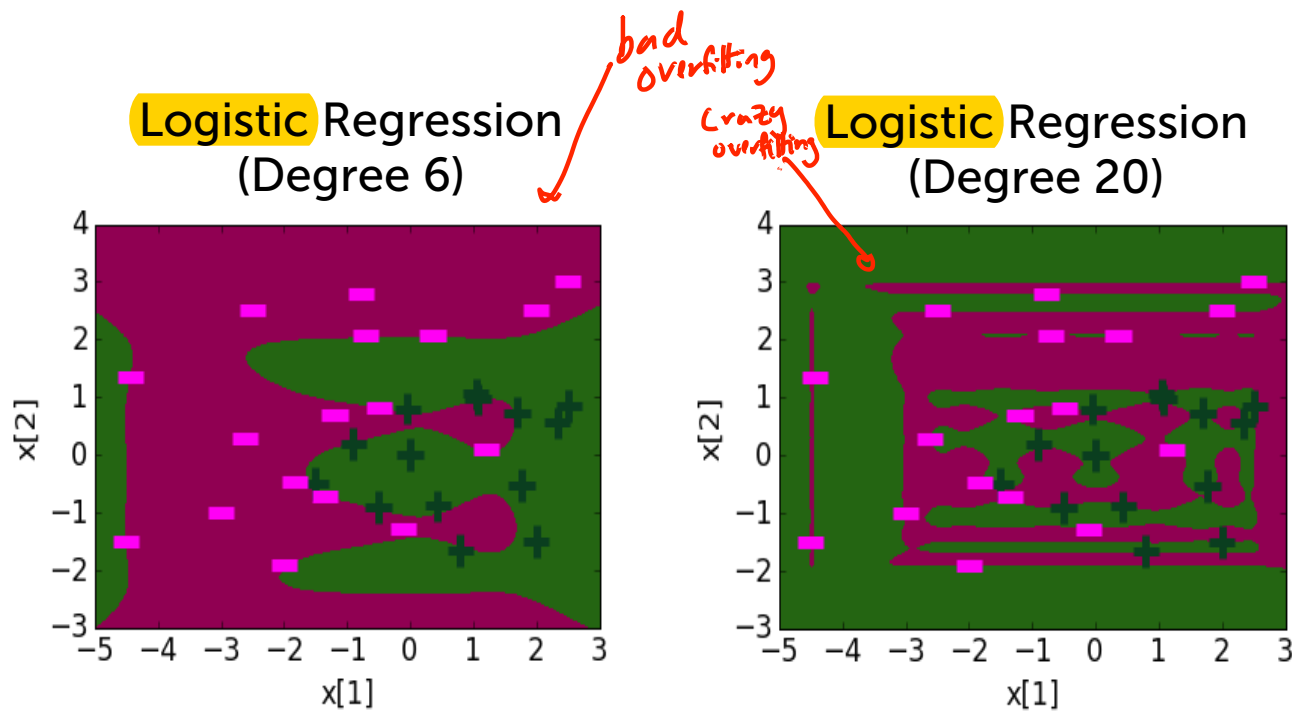 bad
overfitting
Logistic Regression
(Degree 6)
4
3
2
1
0
−1
−2
−3
x[2]
−5 −4 −3 −2 −1 0 1 2 3
x[1]
Crazy
overfitting
Logistic Regression
(Degree 20)
4
3
2
1
0
−1
−2
−3
x[2]
−5 −4 −3 −2 −1 0 1 2 3
x[1]